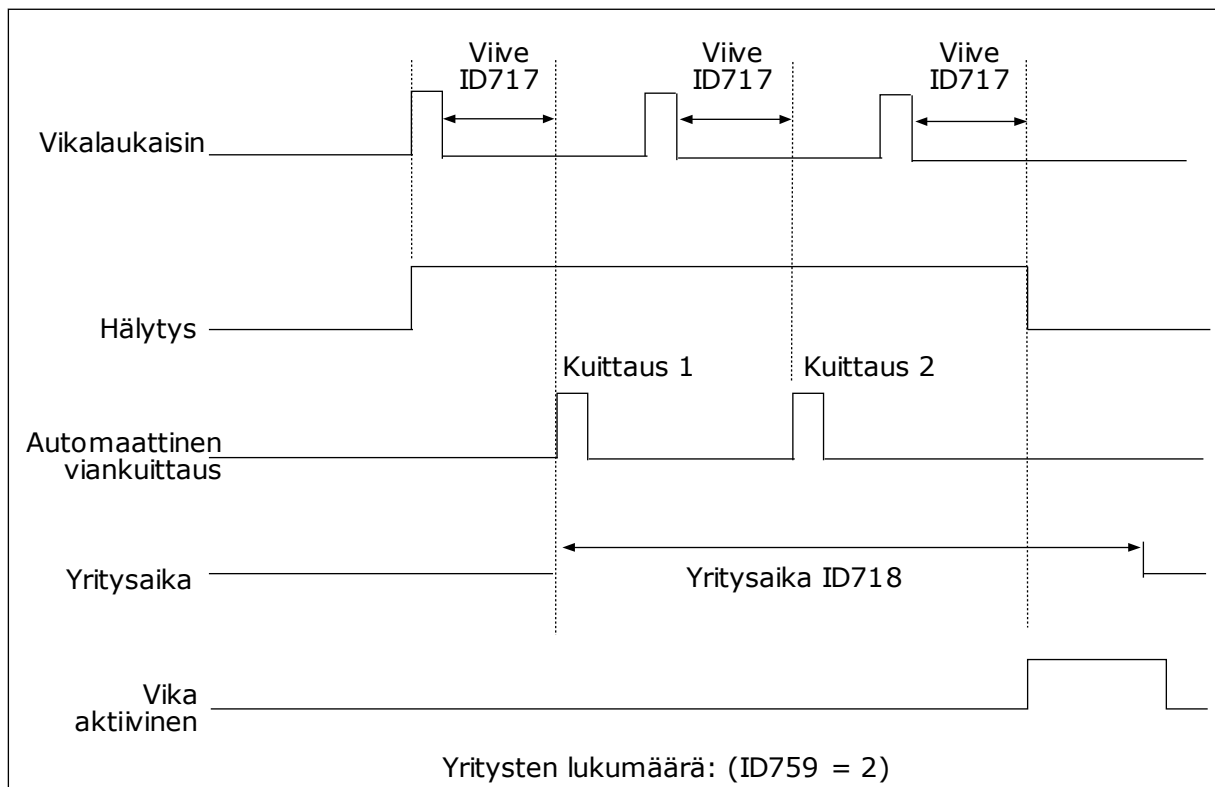 Viive
ID717
Viive
ID717
Viive
ID717
Vikalaukaisin
Hälytys
Kuittaus 1
Kuittaus 2
Automaattinen
viankuittaus
Yritysaika
Yritysaika ID718
Vika
aktiivinen
Yritysten lukumäärä: (ID759 = 2)